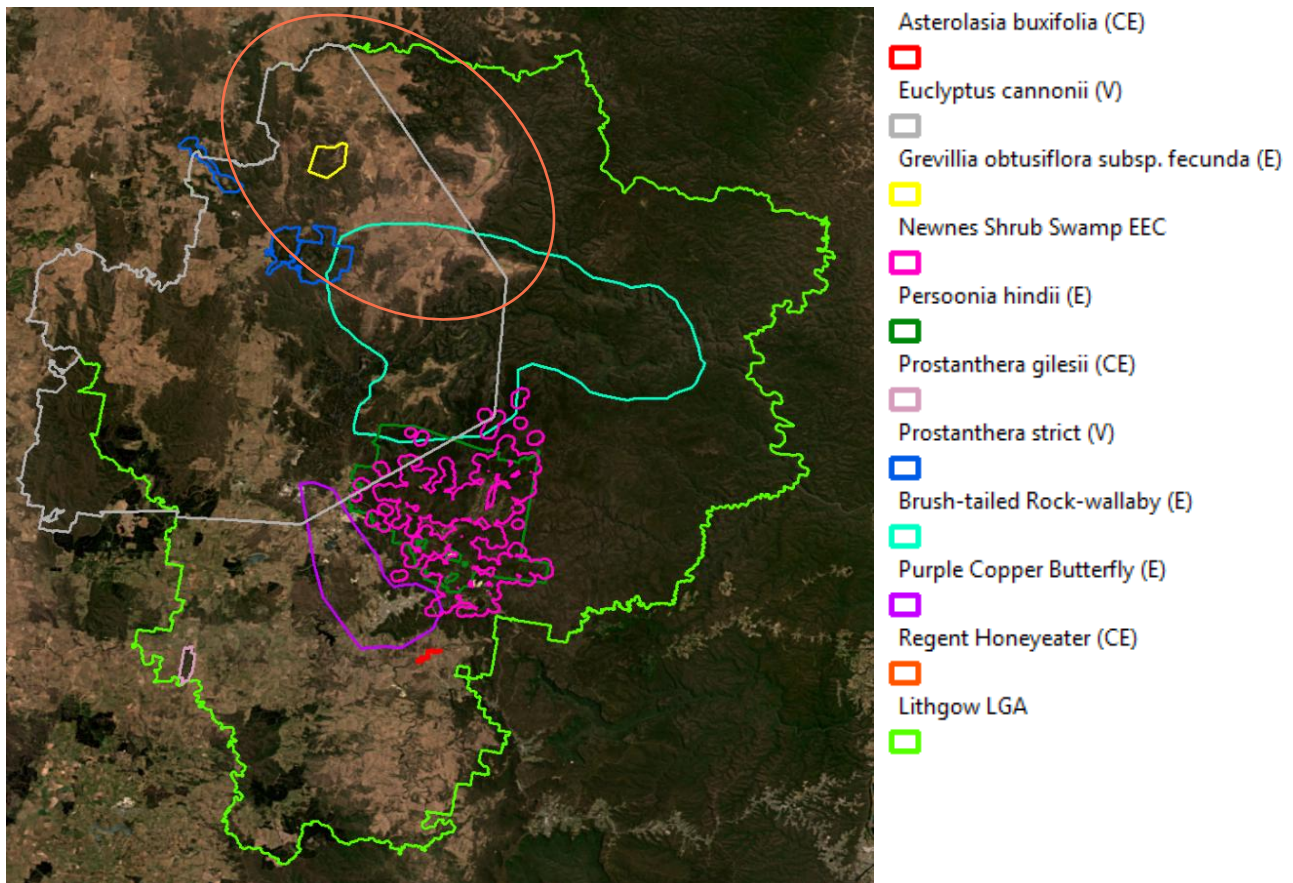 Asterolasia buxifolia (CE)
Euclyptus cannonii (V)
Grevillia obtusiflora subsp. fecunda (E)
Newnes Shrub Swamp EEC
Persoonia hindii (E)
Prostanthera gilesii (CE)
Prostanthera strict (V)
Brush-tailed Rock-wallaby (E)
Purple Copper Butterfly (E)
Regent Honeyeater (CE)
Lithgow LGA